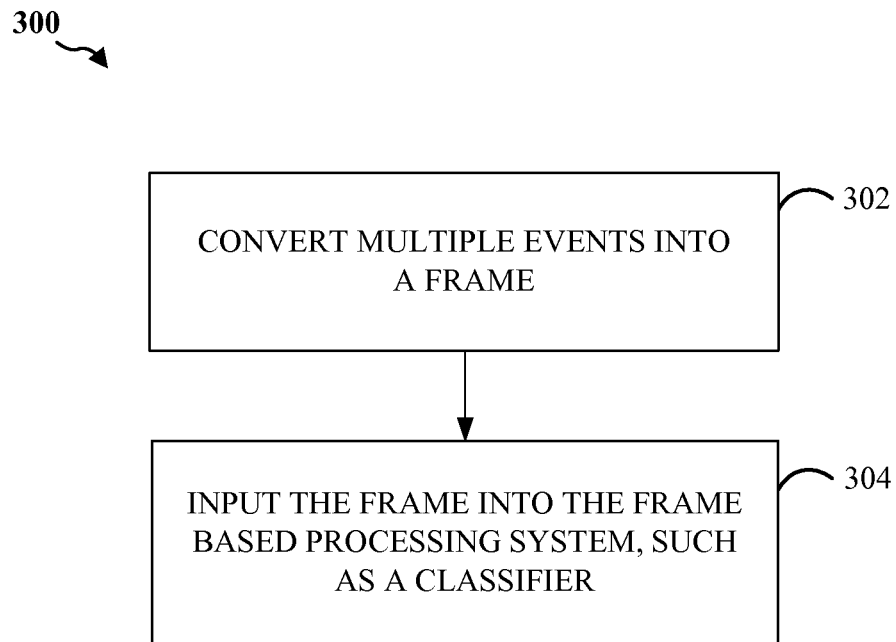 300
302
CONVERT MULTIPLE EVENTS INTO
A FRAME
304
INPUT THE FRAME INTO THE FRAME
BASED PROCESSING SYSTEM, SUCH
AS A CLASSIFIER